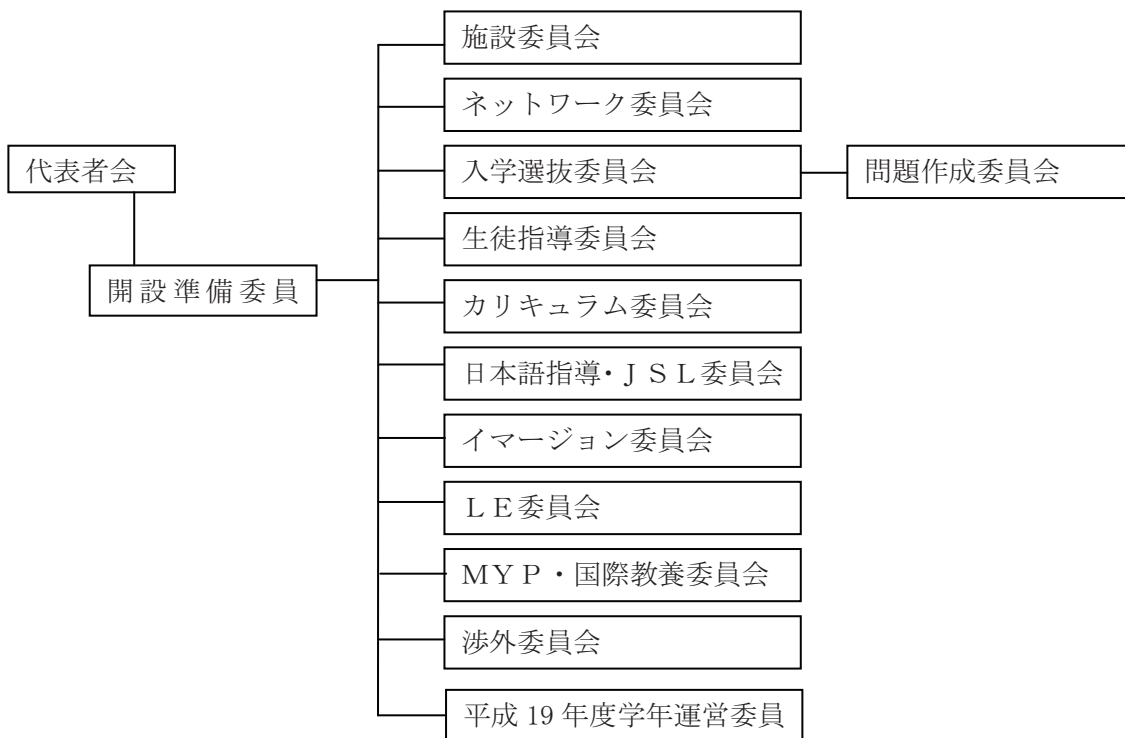 施設委員会
ネットワーク委員会
代表者会
入学選抜委員会
問題作成委員会
生徒指導委員会
開設準備委員
カリキュラム委員会
日本語指導・ＪＳＬ委員会
イマージョン委員会
ＬＥ委員会
ＭＹＰ・国際教養委員会
渉外委員会
平成 19 年度学年運営委員